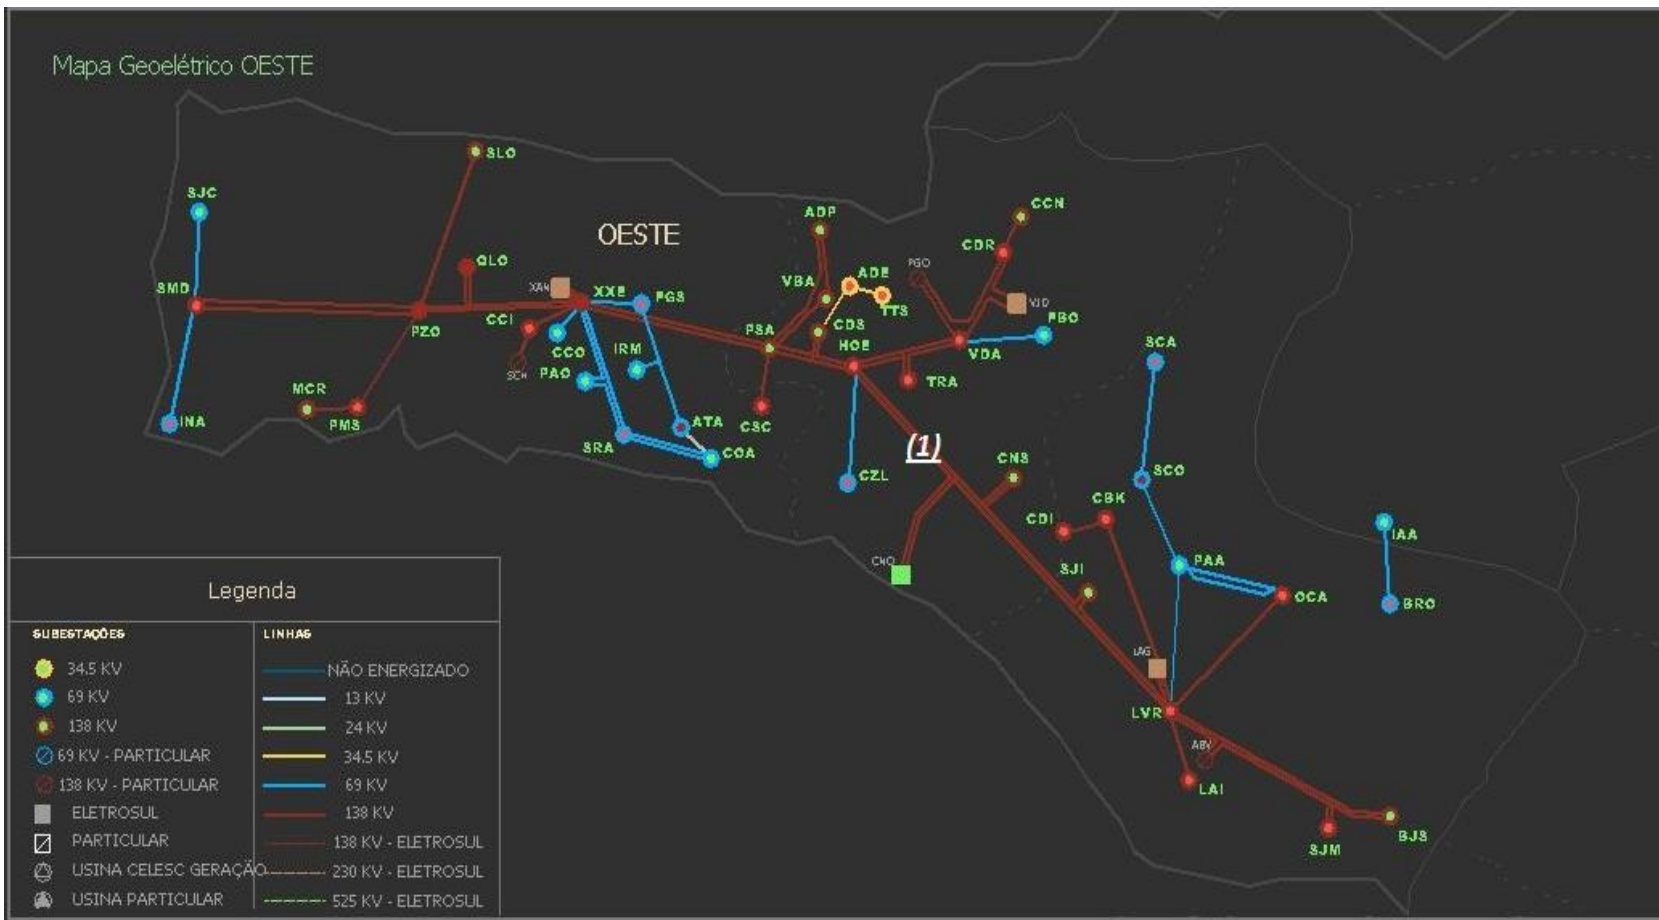 Mapa Geoelétrico OESTE
SLO
SJC
CCN
ADP
OESTE
CDR
PGO
QLO
ADE
VBA
SMD
XAN
XXE
PGS
TTS
VJD
PBO
CCI
PSA
CDS
PZO
HOE
VDA
SCA
CCO
IRM
SCH
PAO
TRA
MCR
INA
PMS
ATA
CSC
SRA
COA
(1)
CZL
CNS
SCO
CBK
CDI
IAA
CNO
SJI
PAA
OCA
BRO
LAG
LVR
ABV
LAI
SJM
BJS
Legenda
SUBESTAÇÕES
LINHAS
34.5 KV
NÃO ENERGIZADO
69 KV
13 KV
138 KV
24 KV
69 KV - PARTICULAR
34.5 KV
138 KV - PARTICULAR
69 KV
ELETROSUL
138 KV
PARTICULAR
138 KV - ELETROSUL
USINA CELESC GERAÇÃO
230 KV - ELETROSUL
USINA PARTICULAR
525 KV - ELETROSUL